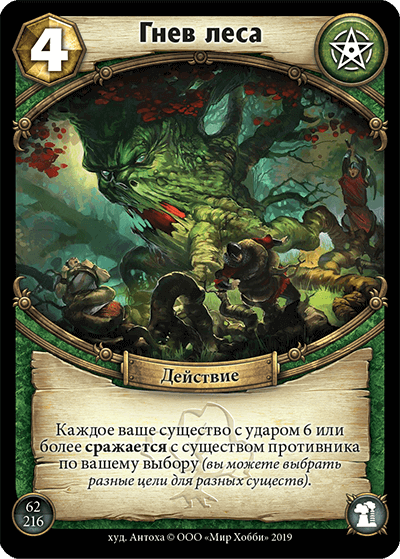 4
Гнев леса
Действие
Каждое ваше существо с ударом 6 или
более сражается с существом противника
по вашему выбору (вы можете выбрать
разные цели для разных существ).
62
216
худ. Антоха © ООО «Мир Хобби» 2019